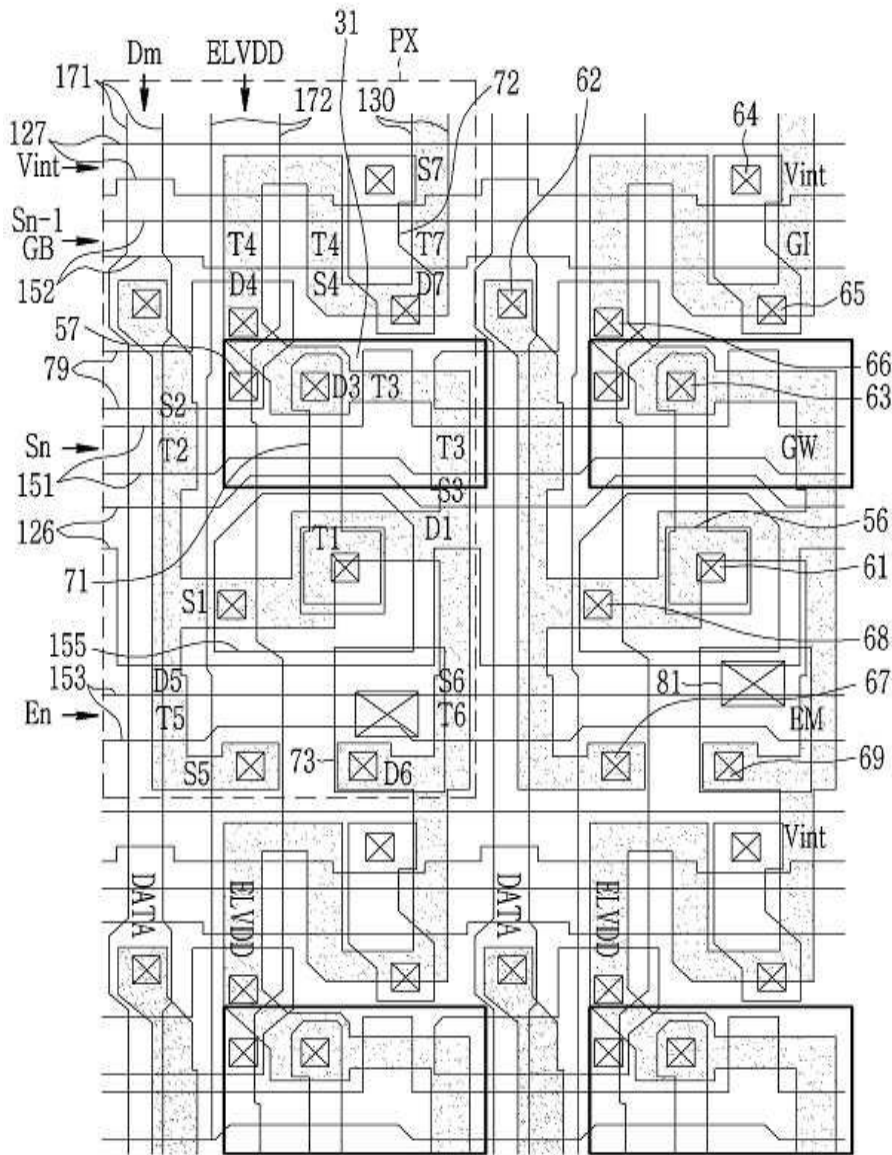 31
Dm ELVDD PX
171 172 130 72 62
127 64
Vint S7 Vint
Sn-1
GB T4 T4 T7 GI
152 D4 S4 D7 65
57
66
79 D3 T3 63
S2
Sn T2 T3 GW
151
S3
126 D1 56
T1
71 61
S1
68
155
67
153 D5 S6 81
En T5 T6 EM
73
S5 D6 69
Vint
DATA ELVDD DATA ELVDD